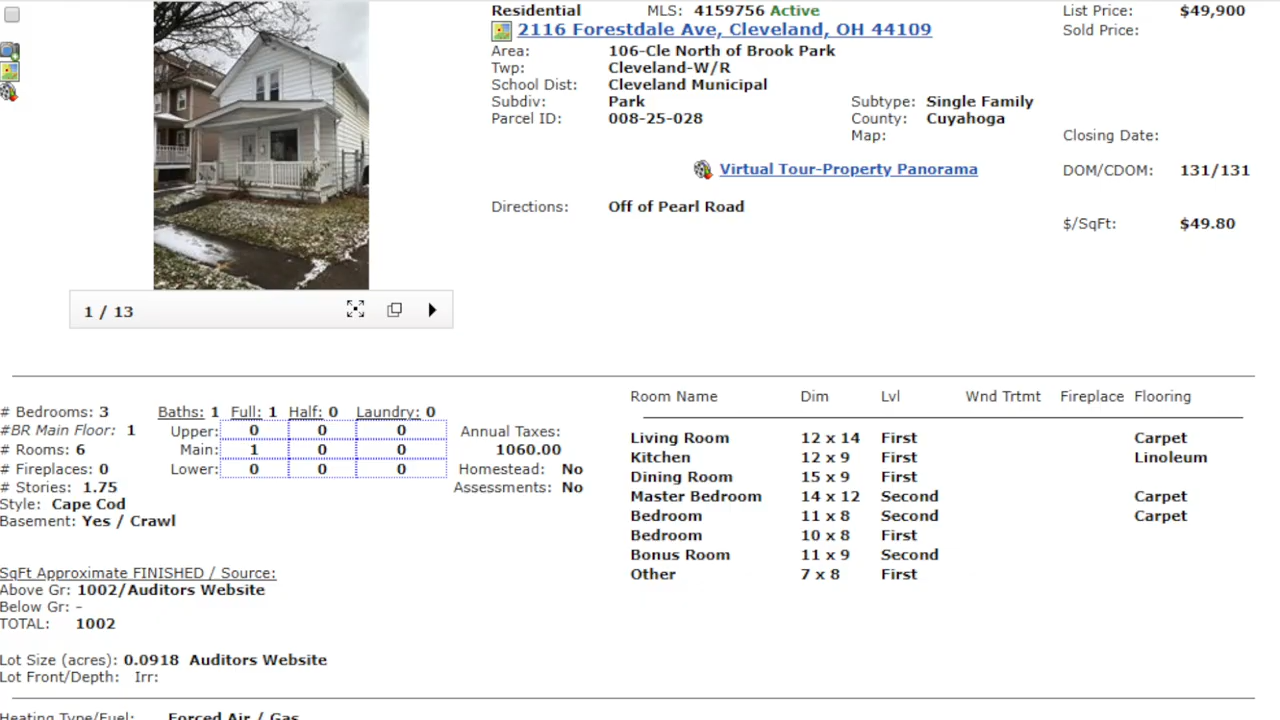 Residential MLS: 4159756 Active List Price: $49,900
2116 Forestdale Ave, Cleveland, OH 44109 Sold Price:
Area: 106-Cle North of Brook Park
Twp: Cleveland-W/R
School Dist: Cleveland Municipal
Subdiv: Park Subtype: Single Family
Parcel ID: 008-25-028 County: Cuyahoga
Map: Closing Date:
Virtual Tour-Property Panorama DOM/CDOM: 131/131
Directions: Off of Pearl Road
$/SqFt: $49.80
1 / 13
# Bedrooms: 3 Baths: 1 Full: 1 Half: 0 Laundry: 0
#BR Main Floor: 1 Upper: 0 0 0 Annual Taxes:
# Rooms: 6 Main: 1 0 0 1060.00
# Fireplaces: 0 Lower: 0 0 0 Homestead: No
# Stories: 1.75 Assessments: No
Style: Cape Cod
Basement: Yes / Crawl
SqFt Approximate FINISHED / Source:
Above Gr: 1002/Auditors Website
Below Gr: -
TOTAL: 1002
Lot Size (acres): 0.0918 Auditors Website
Lot Front/Depth: Irr:
Room Name Dim Lvl Wnd Trtmt Fireplace Flooring
Living Room 12 x 14 First Carpet
Kitchen 12 x 9 First Linoleum
Dining Room 15 x 9 First
Master Bedroom 14 x 12 Second Carpet
Bedroom 11 x 8 Second Carpet
Bedroom 10 x 8 First
Bonus Room 11 x 9 Second
Other 7 x 8 First
Heating Type/Fuel: Forced Air / Gas